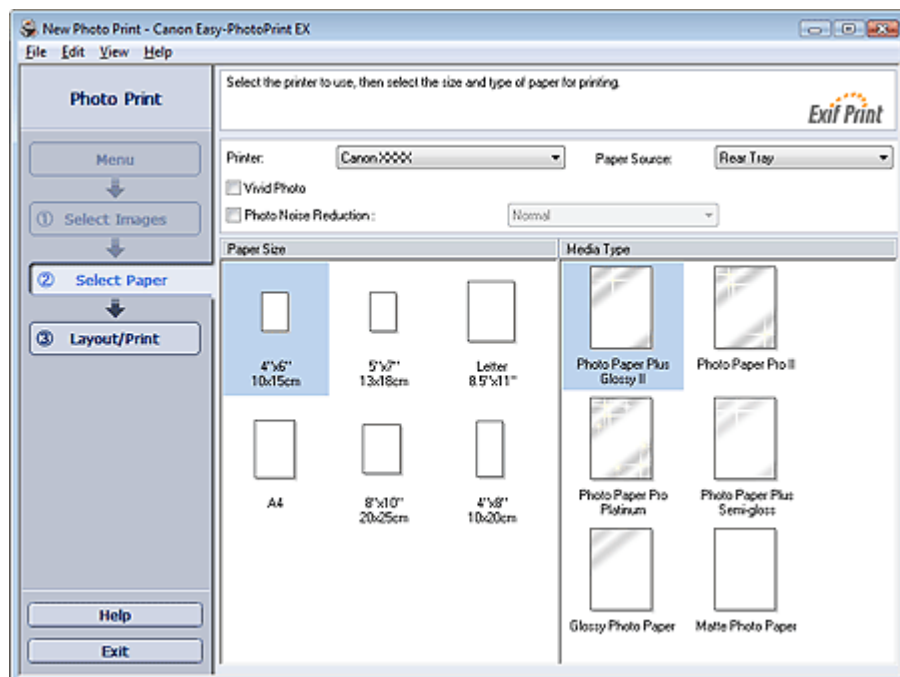 New Photo Print - Canon Easy-PhotoPrint EX
File Edit View Help
Photo Print
Select the printer to use, then select the size and type of paper for printing.
Exif Print
Menu
① Select Images
② Select Paper
③ Layout/Print
Help
Exit
Printer: Canon XXXX Paper Source: Rear Tray
Vivid Photo
Photo Noise Reduction : Normal
Paper Size
4"x6"
10x15cm
5"x7"
13x18cm
Letter
8.5"x11"
A4
8"x10"
20x25cm
4"x8"
10x20cm
Media Type
Photo Paper Plus
Glossy II
Photo Paper Pro II
Photo Paper Pro
Platinum
Photo Paper Plus
Semi-gloss
Glossy Photo Paper
Matte Photo Paper